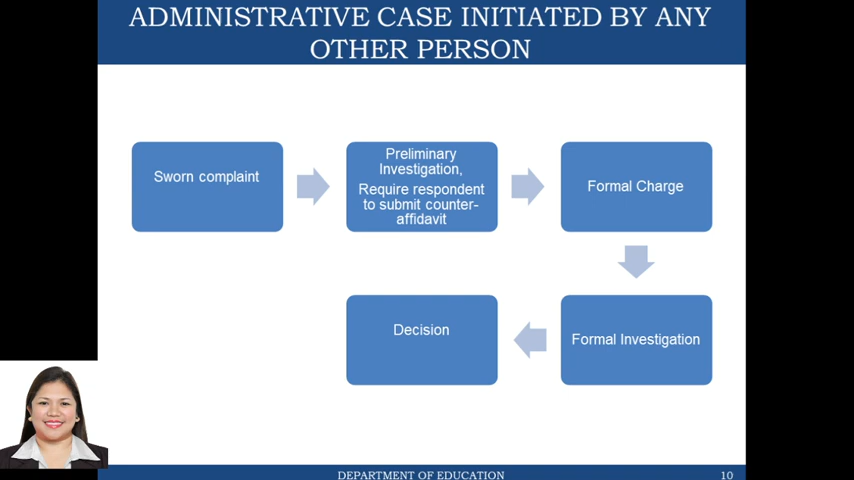 ADMINISTRATIVE CASE INITIATED BY ANY
OTHER PERSON
Sworn complaint
Preliminary
Investigation,
Require respondent
to submit counter-
affidavit
Formal Charge
Decision
Formal Investigation
DEPARTMENT OF EDUCATION
10